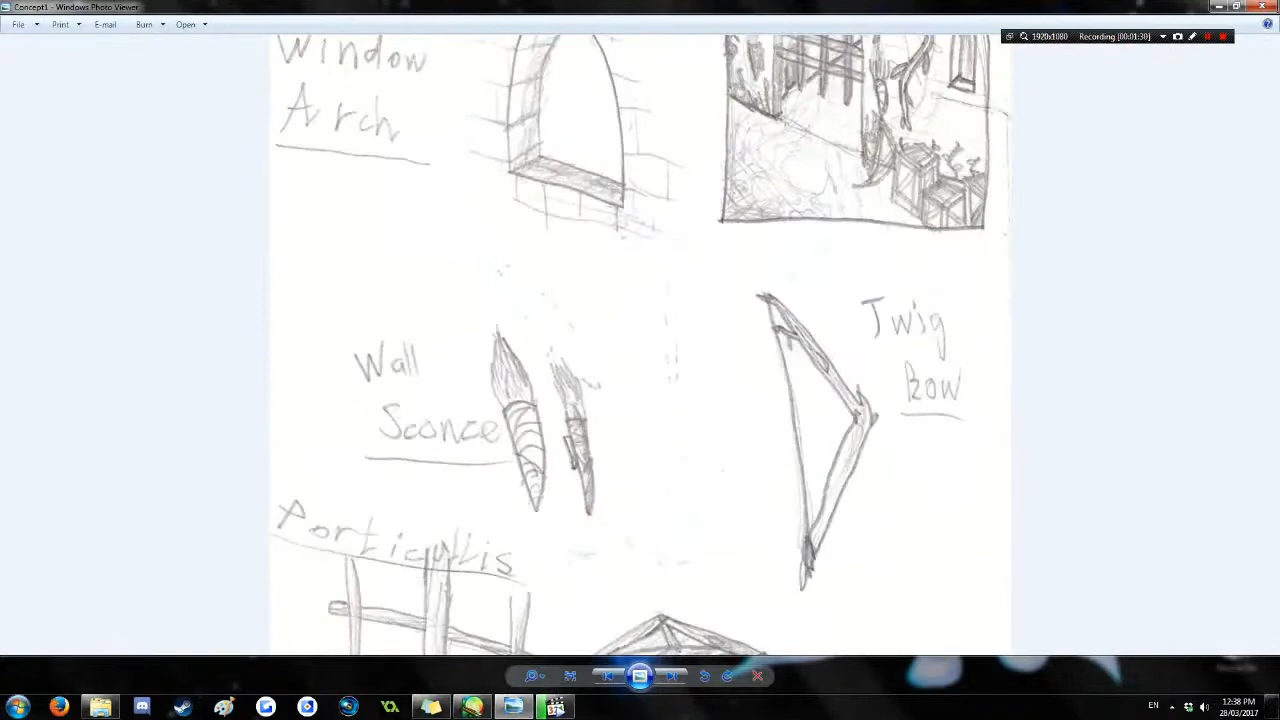 Concept1 - Windows Photo Viewer
File Print E-mail Burn Open
1920x1080 Recording [00:01:30]
Window
Arch
Twig
Bow
Wall
Sconce
Porticullis
EN 12:38 PM
28/03/2017